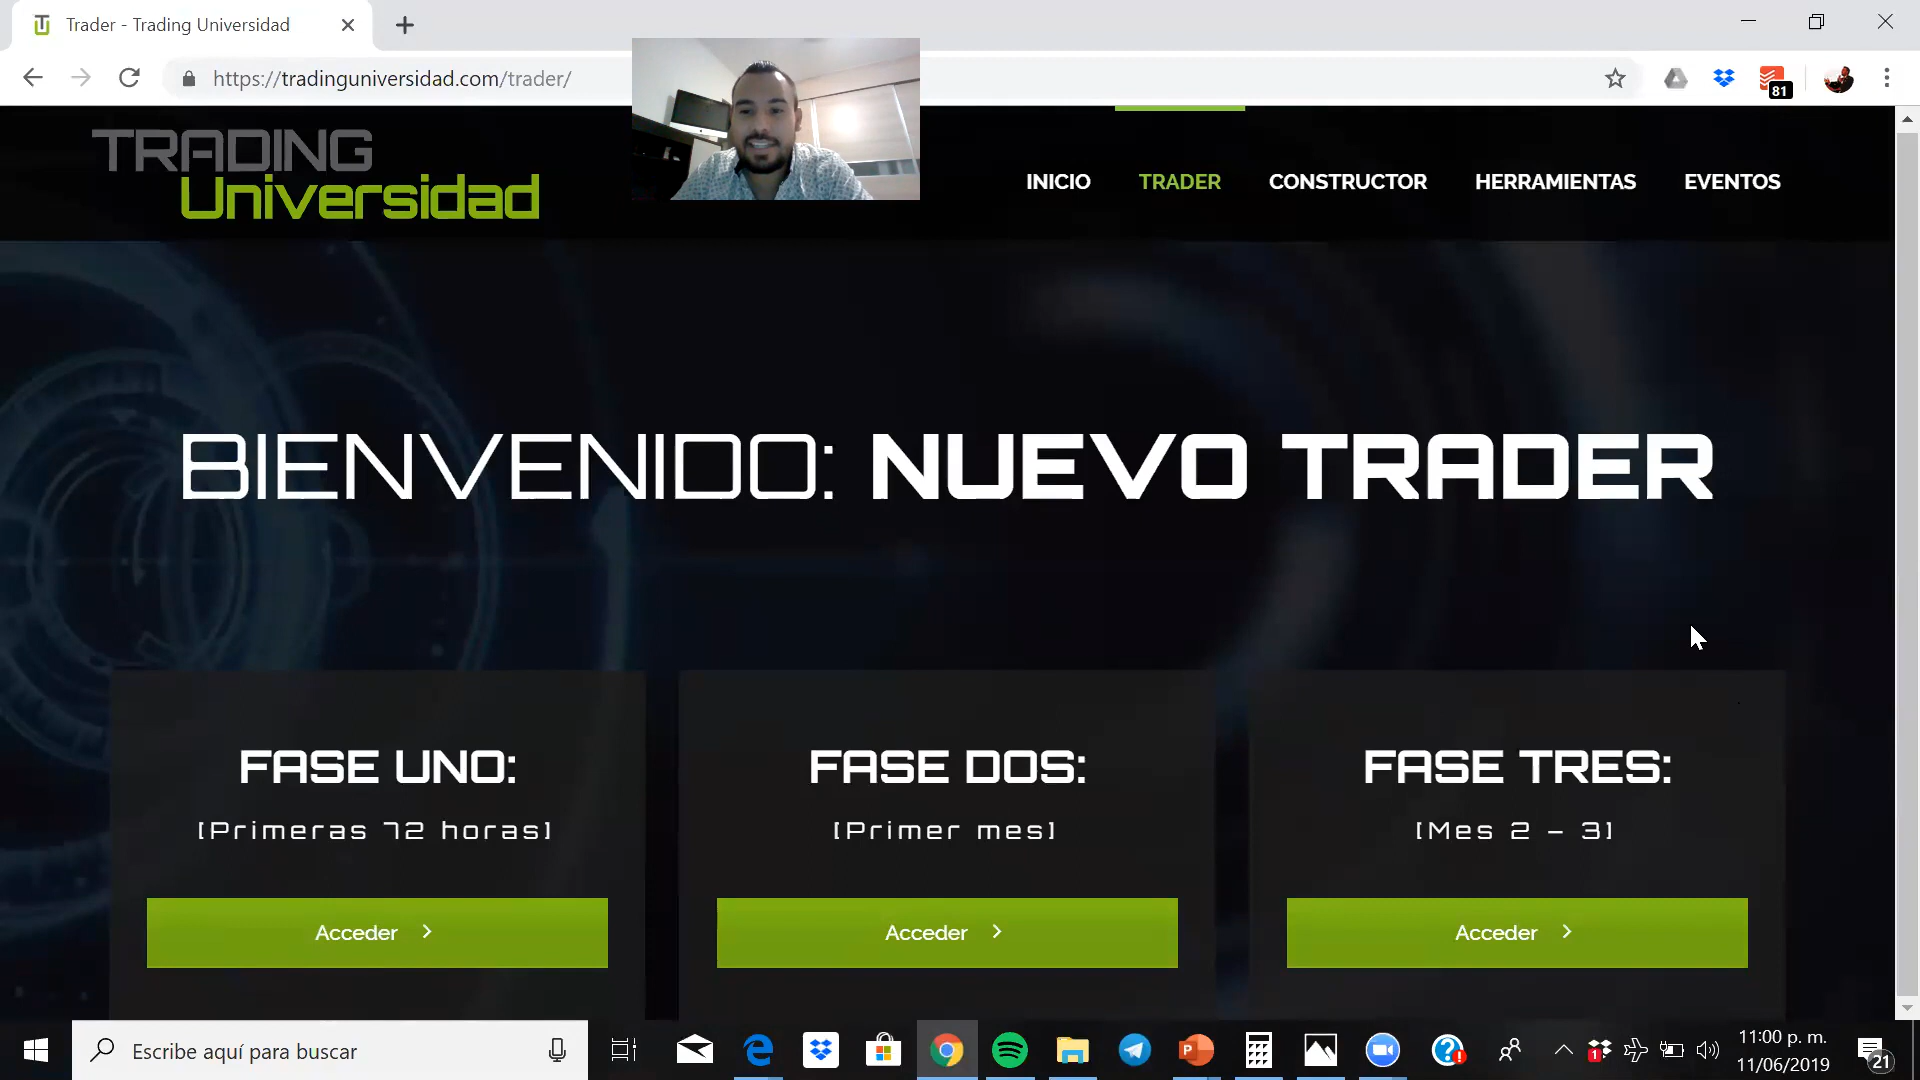 Trader - Trading Universidad
https://tradinguniversidad.com/trader/
81
TRADING
Universidad
INICIO
TRADER
CONSTRUCTOR
HERRAMIENTAS
EVENTOS
BIENVENIDO: NUEVO TRADER
FASE UNO:
[Primeras 72 horas]
Acceder
FASE DOS:
[Primer mes]
Acceder
FASE TRES:
[Mes 2 – 3]
Acceder
Escribe aquí para buscar
11:00 p. m.
11/06/2019
1
21